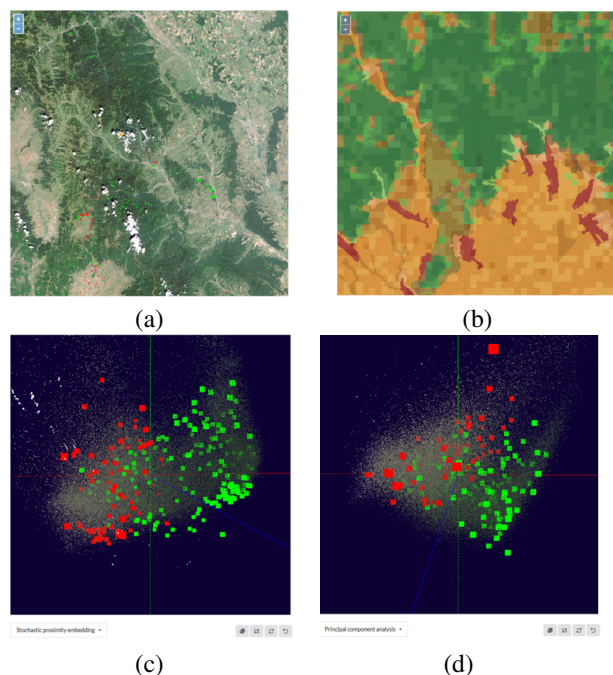 +
−
+
−
(a)
(b)
Stochastic proximity embedding
Principal component analysis
(c)
(d)